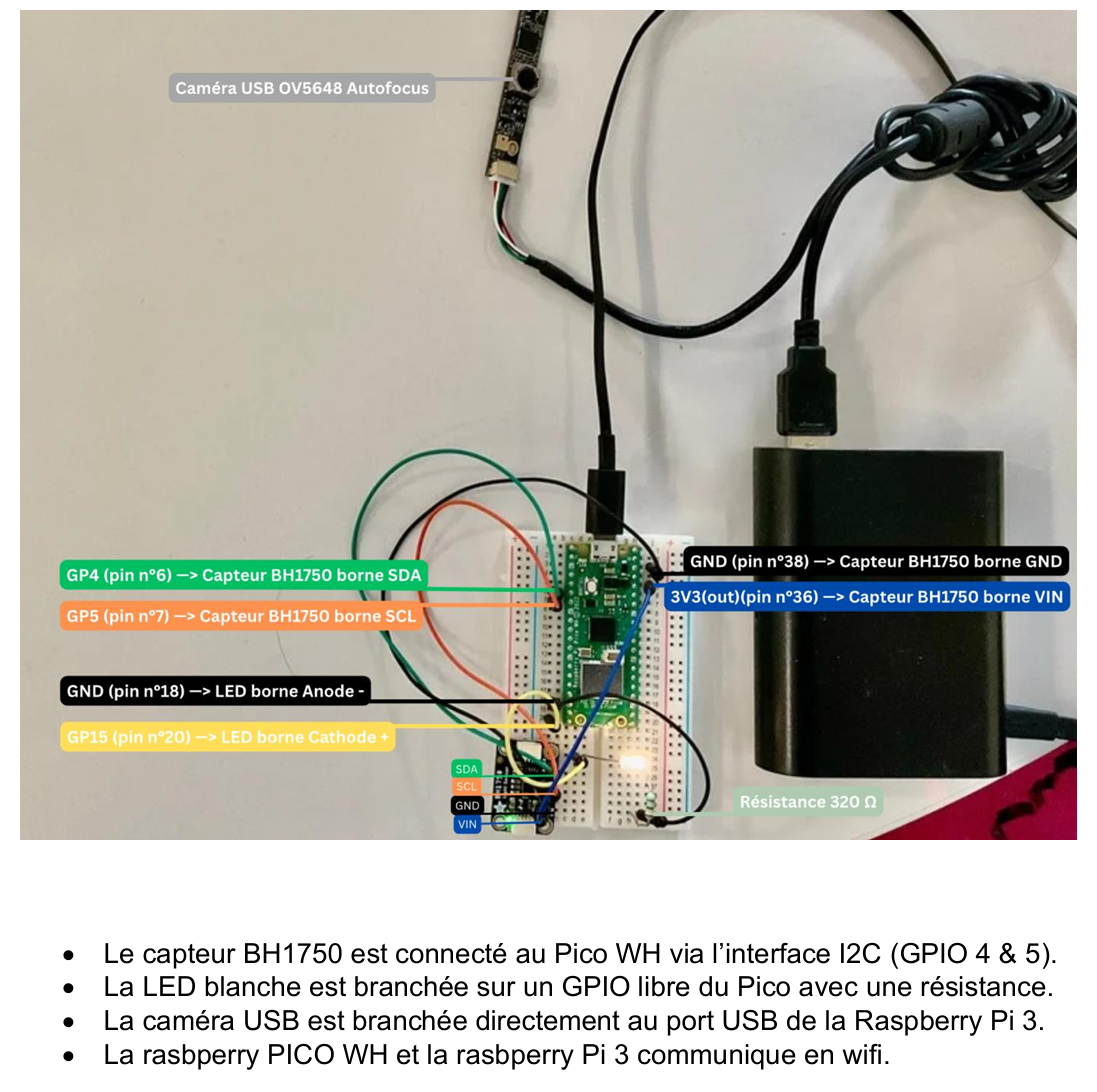 Caméra USB OV5648 Autofocus
GP4 (pin n°6) —> Capteur BH1750 borne SDA
GP5 (pin n°7) —> Capteur BH1750 borne SCL
GND (pin n°38) —> Capteur BH1750 borne GND
3V3(out)(pin n°36) —> Capteur BH1750 borne VIN
GND (pin n°18) —> LED borne Anode -
GP15 (pin n°20) —> LED borne Cathode +
SDA
SCL
GND
VIN
Résistance 320 Ω
• Le capteur BH1750 est connecté au Pico WH via l’interface I2C (GPIO 4 & 5).
• La LED blanche est branchée sur un GPIO libre du Pico avec une résistance.
• La caméra USB est branchée directement au port USB de la Raspberry Pi 3.
• La rasbperry PICO WH et la rasbperry Pi 3 communique en wifi.